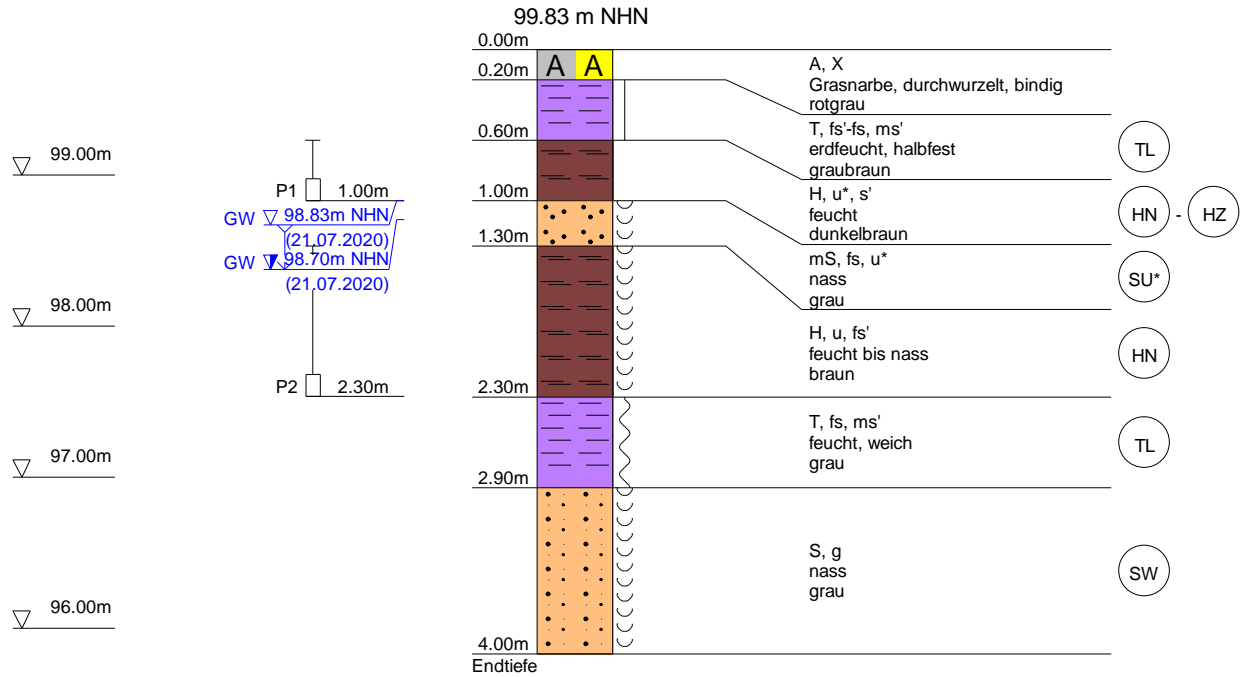 99.83 m NHN
0.00m
0.20m
A A
A, X
Grasnarbe, durchwurzelt, bindig
rotgrau
0.60m
T, fs'-fs, ms'
erdfeucht, halbfest
graubraun
TL
99.00m
P1 1.00m
1.00m
H, u*, s'
feucht
dunkelbraun
HN - HZ
GW 98.83m NHN
(21.07.2020)
1.30m
mS, fs, u*
nass
grau
SU*
GW 98.70m NHN
(21.07.2020)
98.00m
H, u, fs'
feucht bis nass
braun
HN
P2 2.30m
2.30m
T, fs, ms'
feucht, weich
grau
TL
97.00m
2.90m
S, g
nass
grau
SW
96.00m
4.00m
Endtiefe